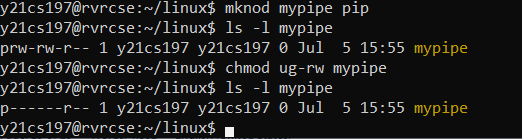 y21cs197@rvrcse:~/linux$ mknod mypipe pip
y21cs197@rvrcse:~/linux$ ls -l mypipe
prw-rw-r-- 1 y21cs197 y21cs197 0 Jul  5 15:55 mypipe
y21cs197@rvrcse:~/linux$ chmod ug-rw mypipe
y21cs197@rvrcse:~/linux$ ls -l mypipe
p------r-- 1 y21cs197 y21cs197 0 Jul  5 15:55 mypipe
y21cs197@rvrcse:~/linux$